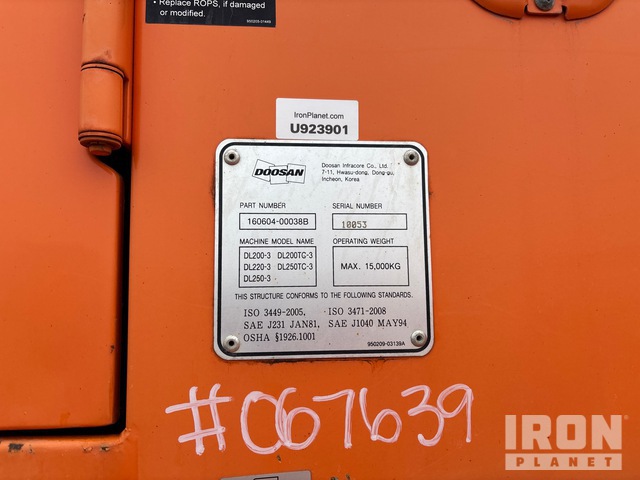 • Replace ROPS, if damaged
or modified.
950209-01449
IronPlanet.com
U923901
DOOSAN
Doosan Infracore Co., Ltd.
7-11, Hwasu-dong, Dong-gu,
Incheon, Korea
PART NUMBER SERIAL NUMBER
160604-00038B 10053
MACHINE MODEL NAME OPERATING WEIGHT
DL200-3 DL200TC-3
DL220-3 DL250TC-3
DL250-3
MAX. 15,000KG
THIS STRUCTURE CONFORMS TO THE FOLLOWING STANDARDS.
ISO 3449-2005, ISO 3471-2008
SAE J231 JAN81, SAE J1040 MAY94
OSHA §1926.1001
950209-03139A
#067639
IRON
PLANET